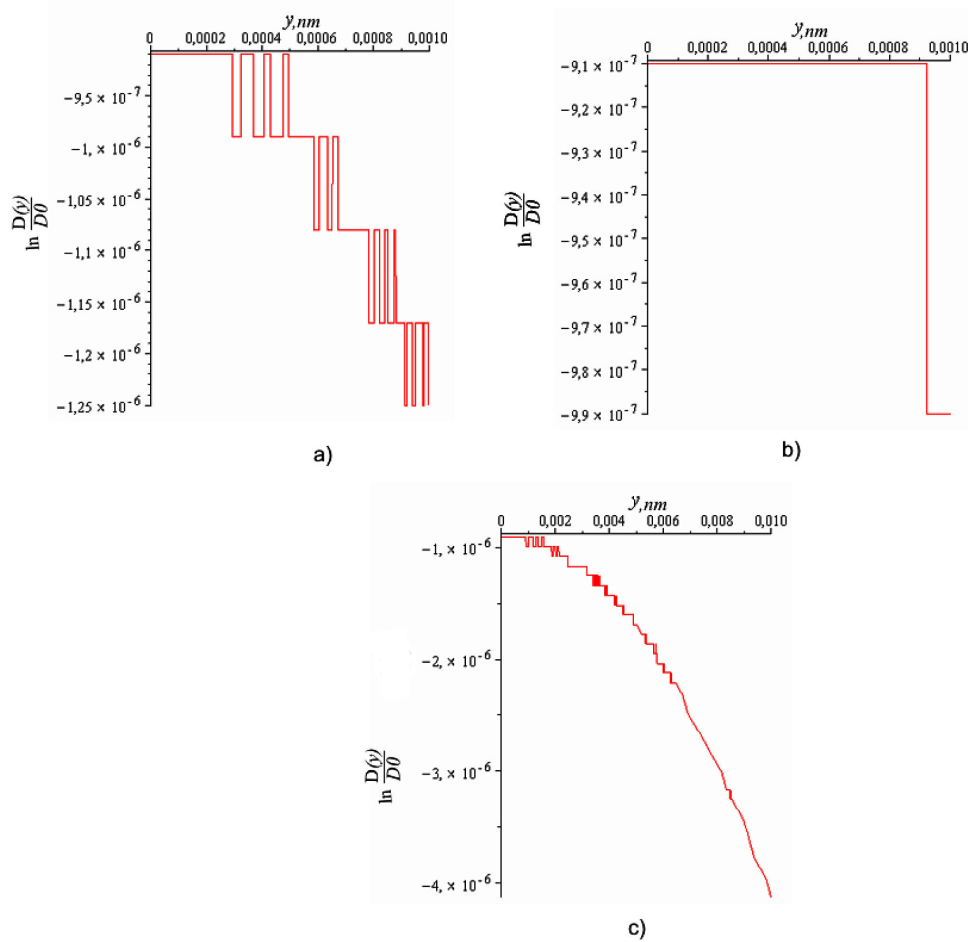 y,nm
0 0,0002 0,0004 0,0006 0,0008 0,0010
−9,5 × 10⁻⁷
−1, × 10⁻⁶
−1,05 × 10⁻⁶
−1,1 × 10⁻⁶
−1,15 × 10⁻⁶
−1,2 × 10⁻⁶
−1,25 × 10⁻⁶
ln D(y)/D0
a)
y,nm
0 0,0002 0,0004 0,0006 0,0008 0,0010
−9,1 × 10⁻⁷
−9,2 × 10⁻⁷
−9,3 × 10⁻⁷
−9,4 × 10⁻⁷
−9,5 × 10⁻⁷
−9,6 × 10⁻⁷
−9,7 × 10⁻⁷
−9,8 × 10⁻⁷
−9,9 × 10⁻⁷
ln D(y)/D0
b)
y,nm
0 0,002 0,004 0,006 0,008 0,010
−1, × 10⁻⁶
−2, × 10⁻⁶
−3, × 10⁻⁶
−4, × 10⁻⁶
ln D(y)/D0
c)